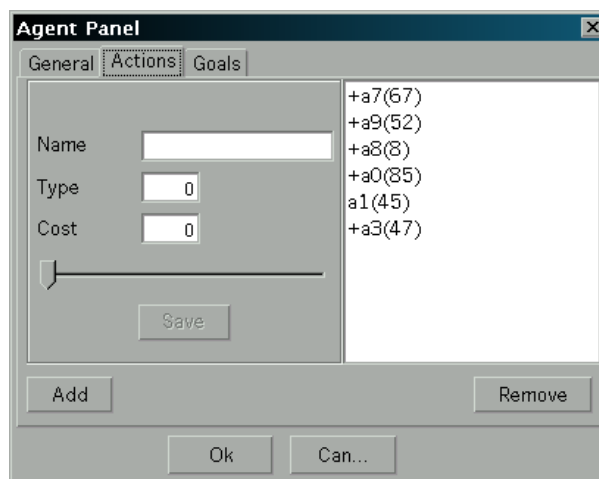 Agent Panel
General Actions Goals
Name
Type 0
Cost 0
Save
+a7(67)
+a9(52)
+a8(8)
+a0(85)
a1(45)
+a3(47)
Add Remove
Ok Can...